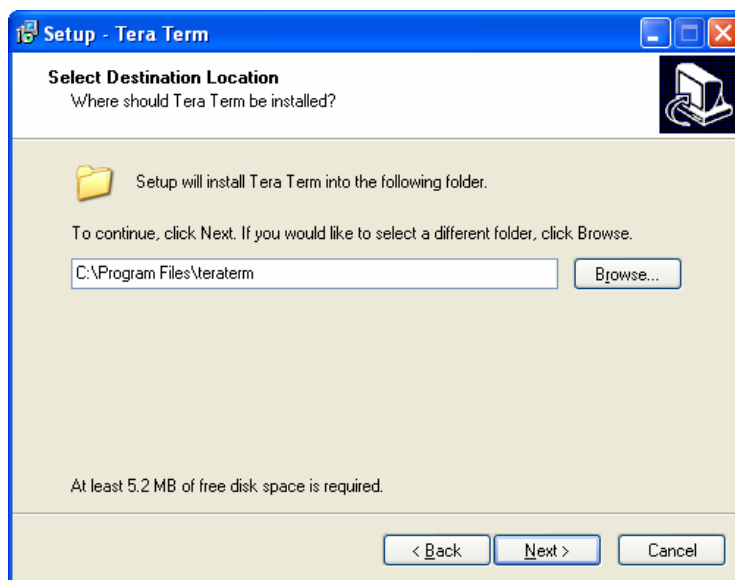 Setup - Tera Term
Select Destination Location
Where should Tera Term be installed?
Setup will install Tera Term into the following folder.
To continue, click Next. If you would like to select a different folder, click Browse.
C:\Program Files\teraterm
Browse...
At least 5.2 MB of free disk space is required.
< Back
Next >
Cancel